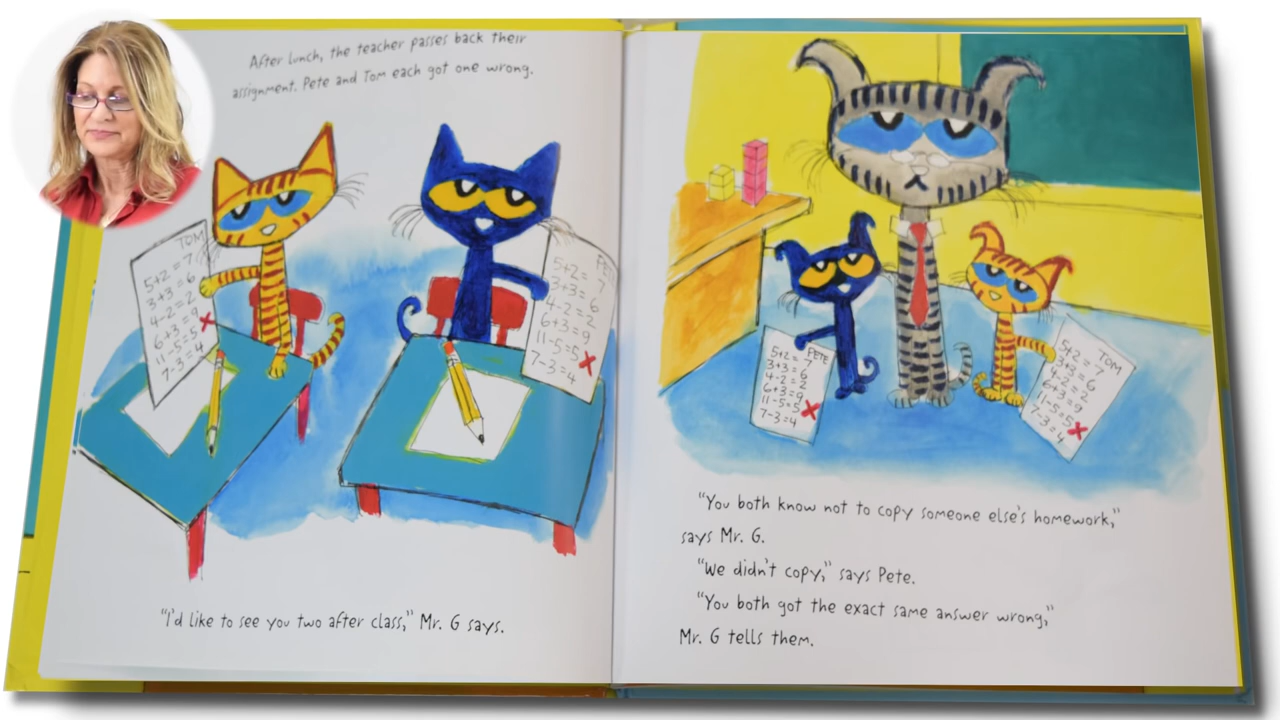 After lunch, the teacher passes back their
assignment. Pete and Tom each got one wrong.
TOM
5+2=7
3+3=6
4-2=2
6+3=9
11-5=5
7-3=4
5+2=7
3+3=6
4-2=2
6+3=9
11-5=5
7-3=4
"I'd like to see you two after class," Mr. G says.
PETE
5+2=7
3+3=6
4-2=2
6+3=9
11-5=5
7-3=4
TOM
5+2=7
3+3=6
4-2=2
6+3=9
11-5=5
7-3=4
"You both know not to copy someone else's homework,"
says Mr. G.
"We didn't copy," says Pete.
"You both got the exact same answer wrong,"
Mr. G tells them.